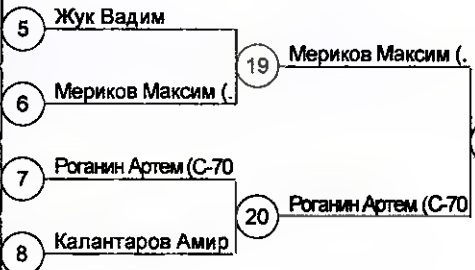 5 Жук Вадим
19 Мериков Максим (.
6 Мериков Максим (.
7 Роганин Артем (С-70
20 Роганин Артем (С-70
8 Калантаров Амир